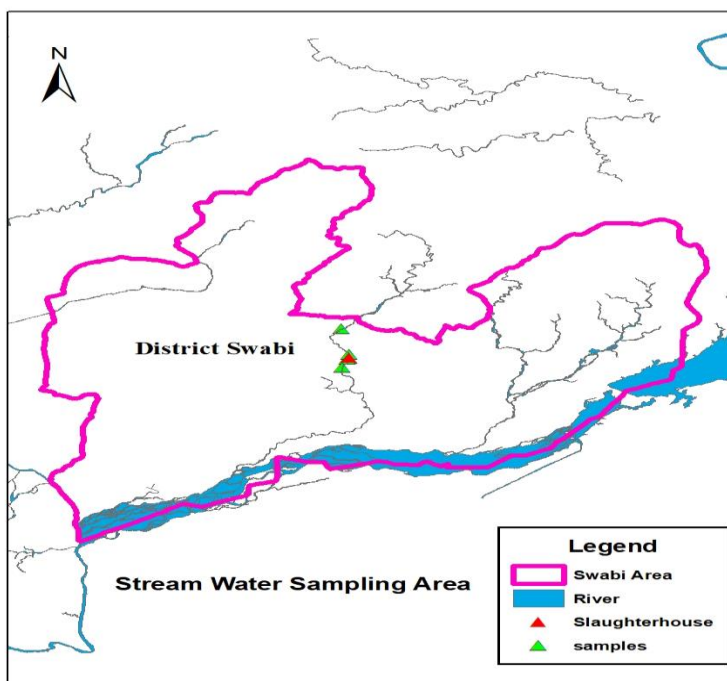 N
District Swabi
Stream Water Sampling Area
Legend
Swabi Area
River
Slaughterhouse
samples